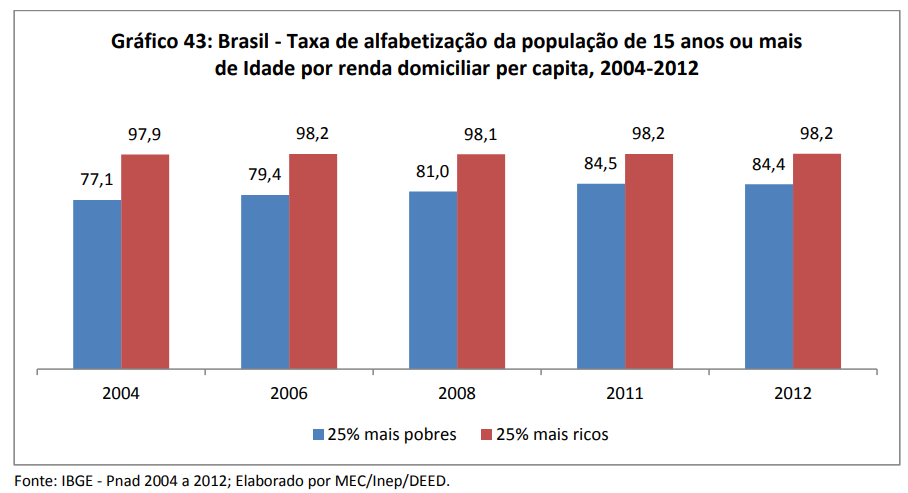 Gráfico 43: Brasil - Taxa de alfabetização da população de 15 anos ou mais
de Idade por renda domiciliar per capita, 2004-2012
77,1 97,9 79,4 98,2 81,0 98,1 84,5 98,2 84,4 98,2
2004 2006 2008 2011 2012
25% mais pobres 25% mais ricos
Fonte: IBGE - Pnad 2004 a 2012; Elaborado por MEC/Inep/DEED.